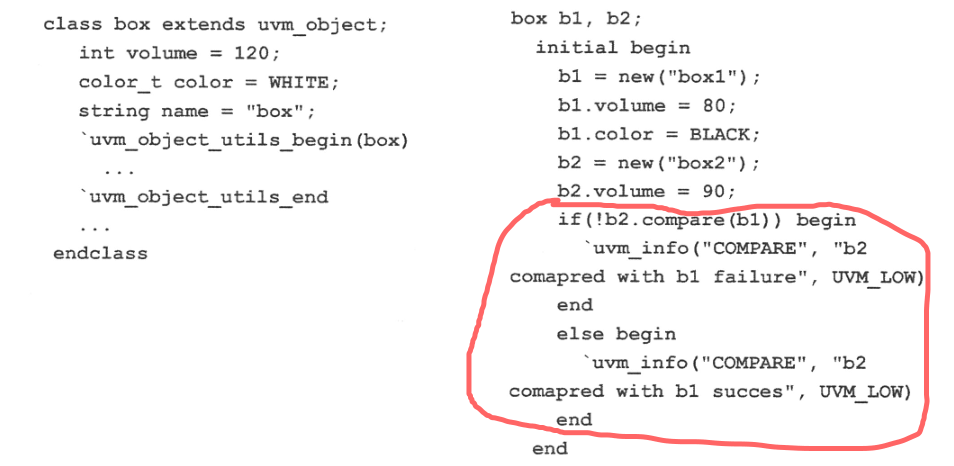 class box extends uvm_object;
int volume = 120;
color_t color = WHITE;
string name = "box";
`uvm_object_utils_begin(box)
...
`uvm_object_utils_end
...
endclass
box b1, b2;
initial begin
b1 = new("box1");
b1.volume = 80;
b1.color = BLACK;
b2 = new("box2");
b2.volume = 90;
if(!b2.compare(b1)) begin
`uvm_info("COMPARE", "b2
comapred with b1 failure", UVM_LOW)
end
else begin
`uvm_info("COMPARE", "b2
comapred with b1 succes", UVM_LOW)
end
end